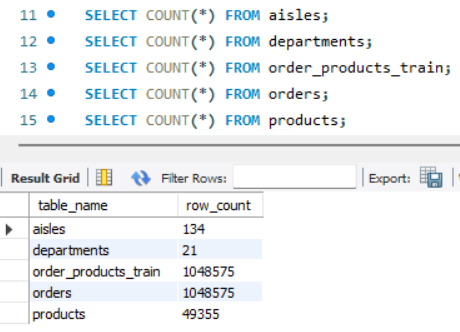 11 SELECT COUNT(*) FROM aisles;
12 SELECT COUNT(*) FROM departments;
13 SELECT COUNT(*) FROM order_products_train;
14 SELECT COUNT(*) FROM orders;
15 SELECT COUNT(*) FROM products;
Result Grid Filter Rows: Export:
table_name row_count
aisles 134
departments 21
order_products_train 1048575
orders 1048575
products 49355